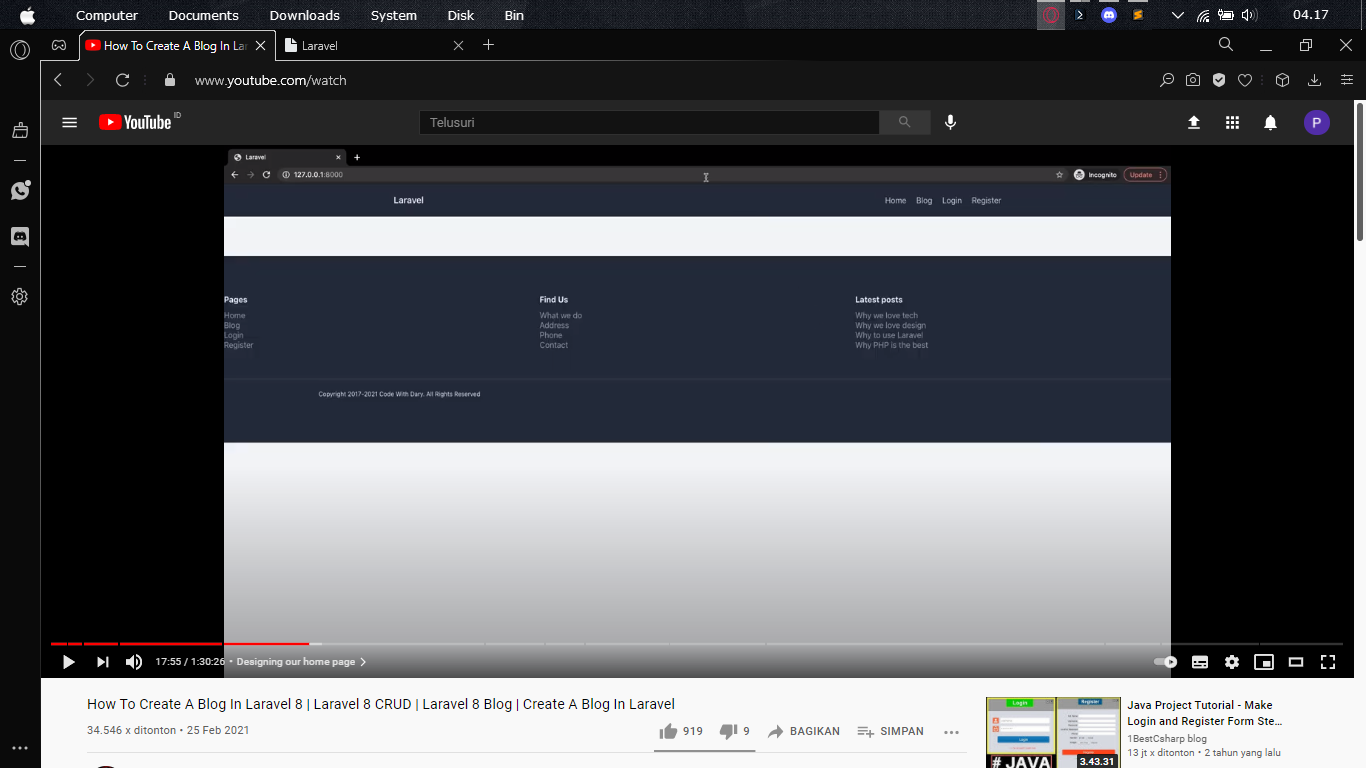 Computer Documents Downloads System Disk Bin 04.17
How To Create A Blog In La Laravel
www.youtube.com/watch
YouTube ID Telusuri P
Laravel
127.0.0.1:8000 Incognito Update
Laravel Home Blog Login Register
Pages Find Us Latest posts
Home What we do Why we love tech
Blog Address Why we love design
Login Phone Why to use Laravel
Register Contact Why PHP is the best
Copyright 2017-2021 Code With Dary. All Rights Reserved
17:55 / 1:30:26 • Designing our home page
How To Create A Blog In Laravel 8 | Laravel 8 CRUD | Laravel 8 Blog | Create A Blog In Laravel
34.546 x ditonton • 25 Feb 2021 919 9 BAGIKAN SIMPAN
Login Register
Java Project Tutorial - Make
Login and Register Form Ste...
1BestCsharp blog
13 jt x ditonton • 2 tahun yang lalu
# JAVA 3.43.31